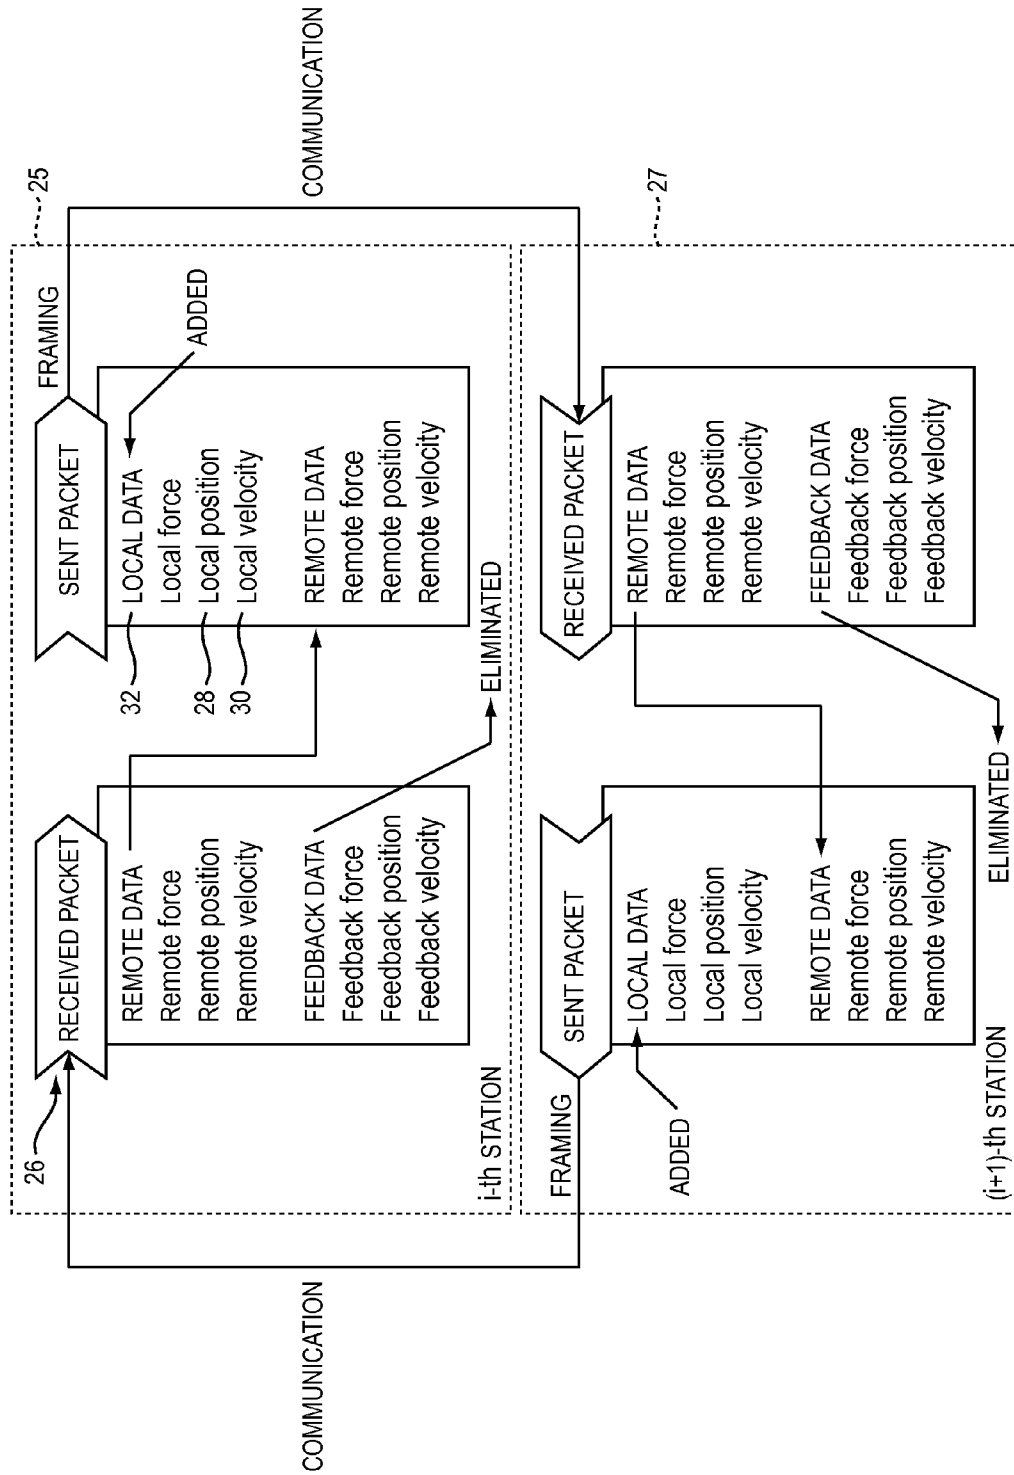 COMMUNICATION
25
FRAMING
26
RECEIVED PACKET
REMOTE DATA
Remote force
Remote position
Remote velocity
FEEDBACK DATA
Feedback force
Feedback position
Feedback velocity
32
28
30
SENT PACKET
LOCAL DATA
Local force
Local position
Local velocity
REMOTE DATA
Remote force
Remote position
Remote velocity
ADDED
ELIMINATED
i-th STATION
COMMUNICATION
27
FRAMING
SENT PACKET
LOCAL DATA
Local force
Local position
Local velocity
REMOTE DATA
Remote force
Remote position
Remote velocity
ADDED
RECEIVED PACKET
REMOTE DATA
Remote force
Remote position
Remote velocity
FEEDBACK DATA
Feedback force
Feedback position
Feedback velocity
ELIMINATED
(i+1)-th STATION